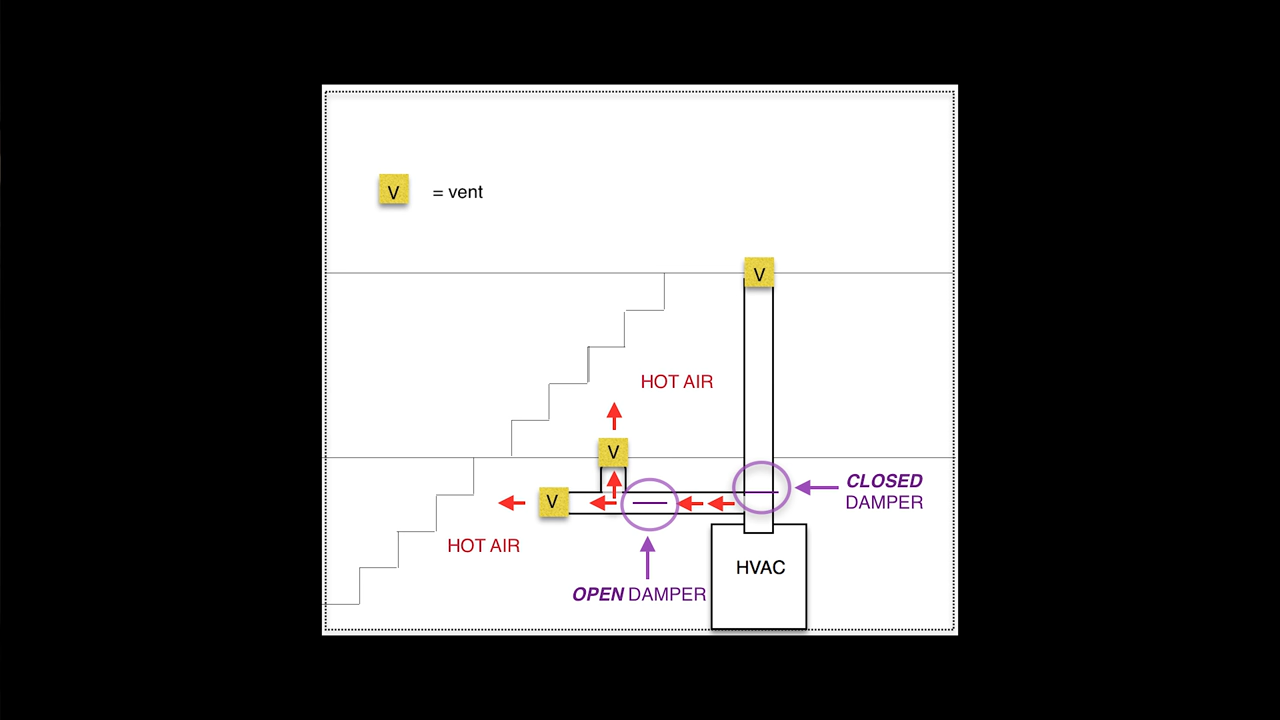 V = vent
V
HOT AIR
V
CLOSED
DAMPER
V
HOT AIR
HVAC
OPEN DAMPER